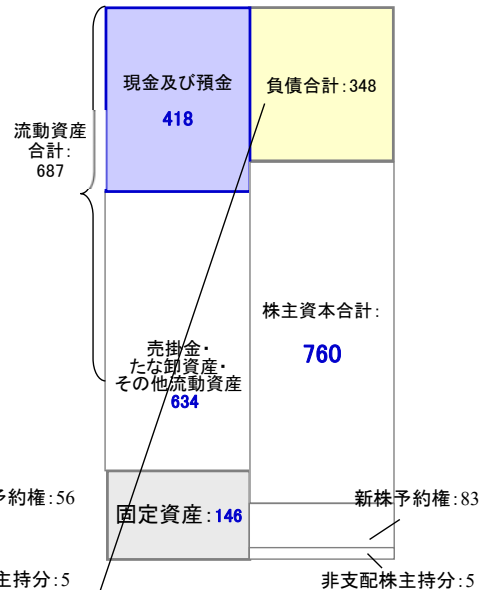 現金及び預金
418
負債合計:348
流動資産
合計:
687
株主資本合計:
760
売掛金・
たな卸資産・
その他流動資産
634
予約権:56
固定資産:146
新株予約権:83
主持分:5
非支配株主持分:5